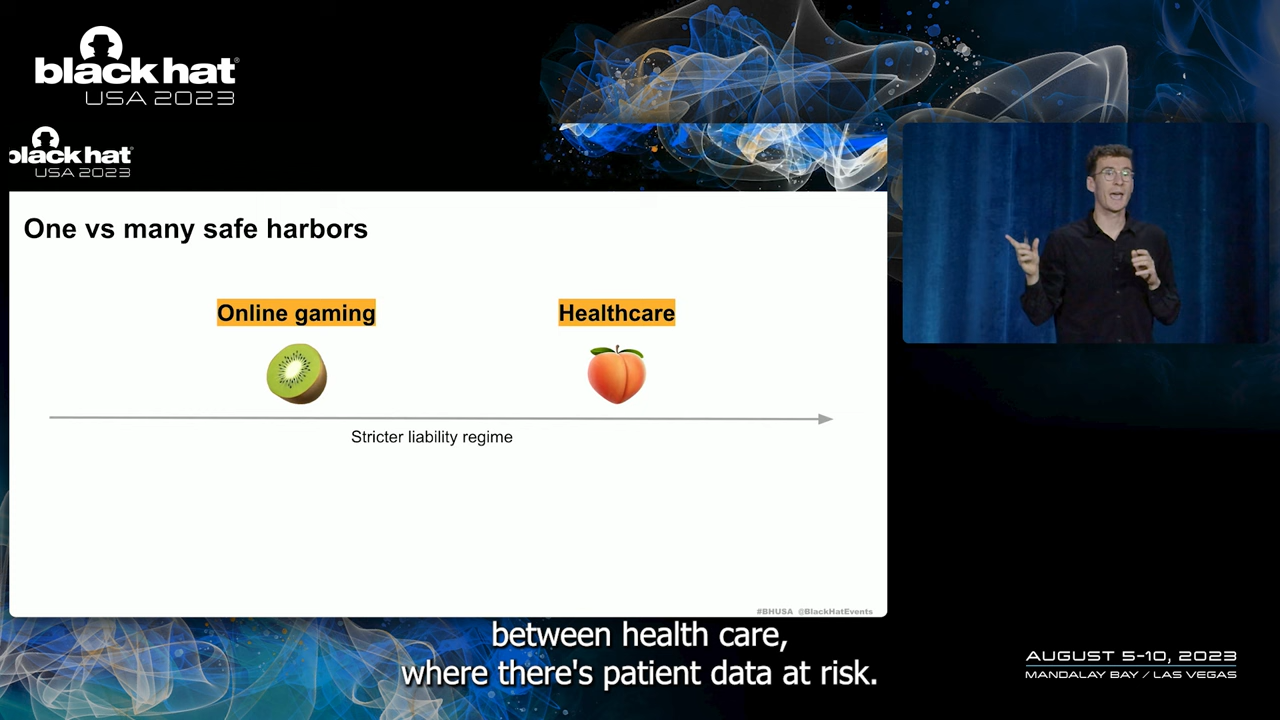 black hat
USA 2023
black hat
USA 2023
One vs many safe harbors
Online gaming
Healthcare
Stricter liability regime
#BHUSA @BlackHatEvents
between health care,
where there's patient data at risk.
AUGUST 5-10, 2023
MANDALAY BAY / LAS VEGAS